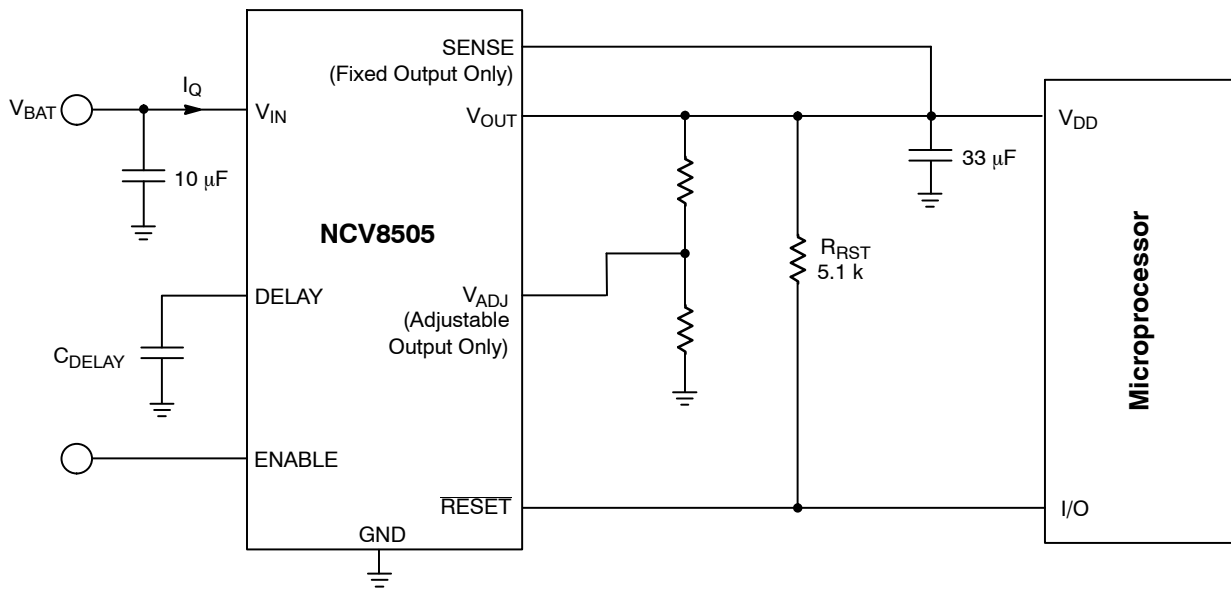 SENSE
(Fixed Output Only)
V_BAT
I_Q
V_IN
V_OUT
V_DD
10 μF
33 μF
NCV8505
R_RST
5.1 k
DELAY
V_ADJ
(Adjustable
Output Only)
C_DELAY
Microprocessor
ENABLE
RESET
I/O
GND